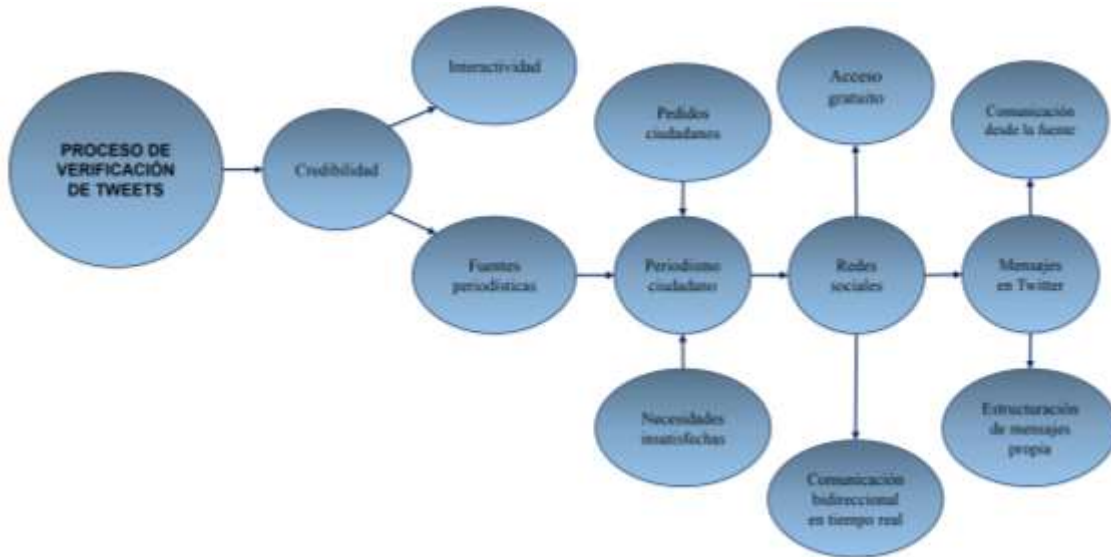 PROCESO DE
VERIFICACIÓN
DE TWEETS
Credibilidad
Interactividad
Fuentes
periodísticas
Pedidos
ciudadanos
Periodismo
ciudadano
Necesidades
insatisfechas
Acceso
gratuito
Redes
sociales
Comunicación
bidireccional
en tiempo real
Comunicación
desde la fuente
Mensajes
en Twitter
Estructuración
de mensajes
propia